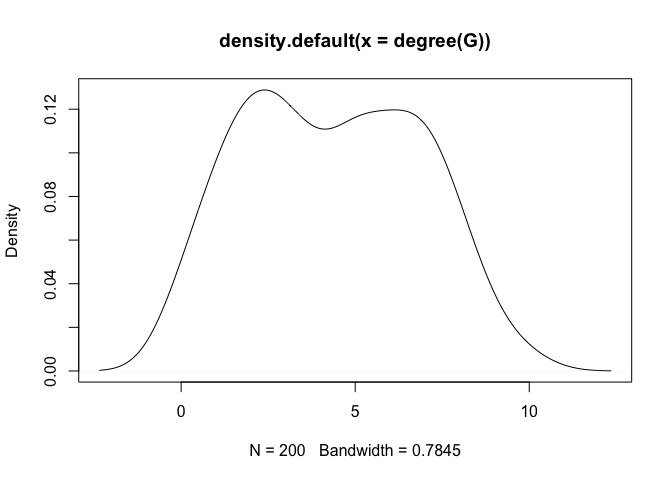 density.default(x = degree(G))
Density
0.00
0.04
0.08
0.12
0
5
10
N = 200   Bandwidth = 0.7845